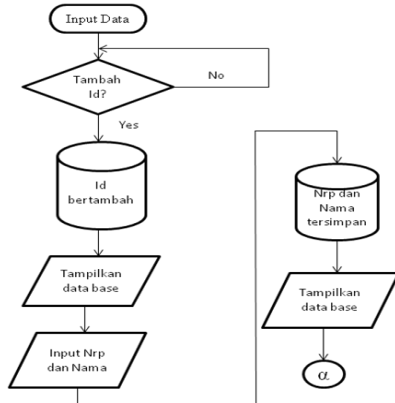 Input Data
Tambah
Id?
No
Yes
Id
bertambah
Tampilkan
data base
Input Nrp
dan Nama
Nrp dan
Nama
tersimpan
Tampilkan
data base
α